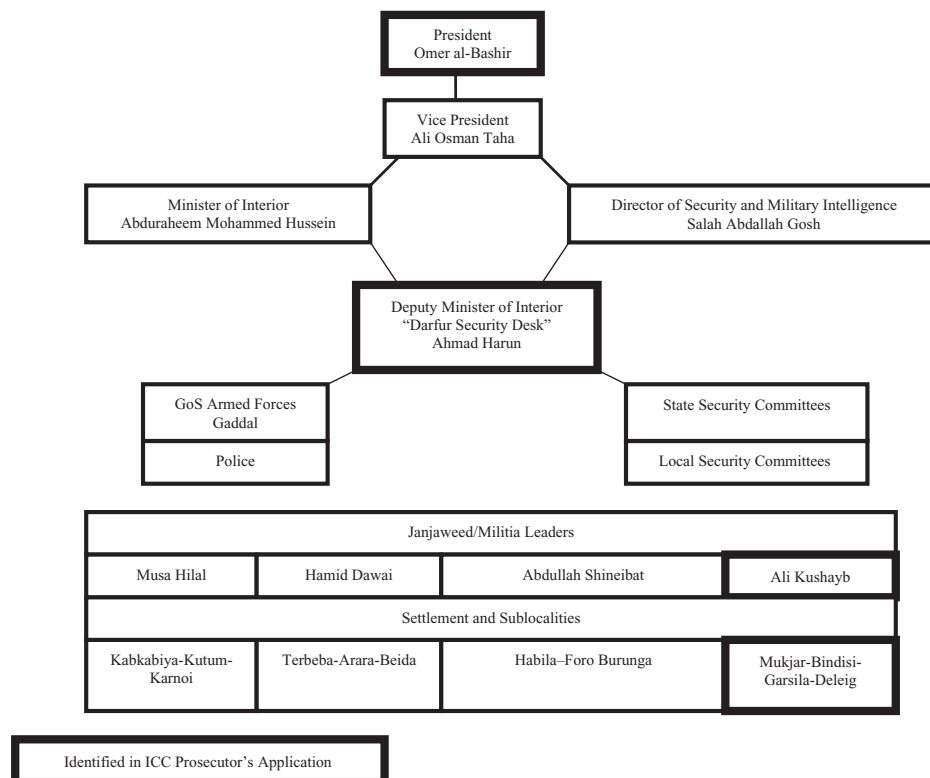 President
Omer al-Bashir
Vice President
Ali Osman Taha
Minister of Interior
Abduraheem Mohammed Hussein
Director of Security and Military Intelligence
Salah Abdallah Gosh
Deputy Minister of Interior
“Darfur Security Desk”
Ahmad Harun
GoS Armed Forces
Gaddal
State Security Committees
Police
Local Security Committees
Janjaweed/Militia Leaders
Musa Hilal
Hamid Dawai
Abdullah Shineibat
Ali Kushayb
Settlement and Sublocalities
Kabkabiya-Kutum-
Karnoi
Terbeba-Arara-Beida
Habila–Foro Burunga
Mukjar-Bindisi-
Garsila-Deleig
Identified in ICC Prosecutor’s Application